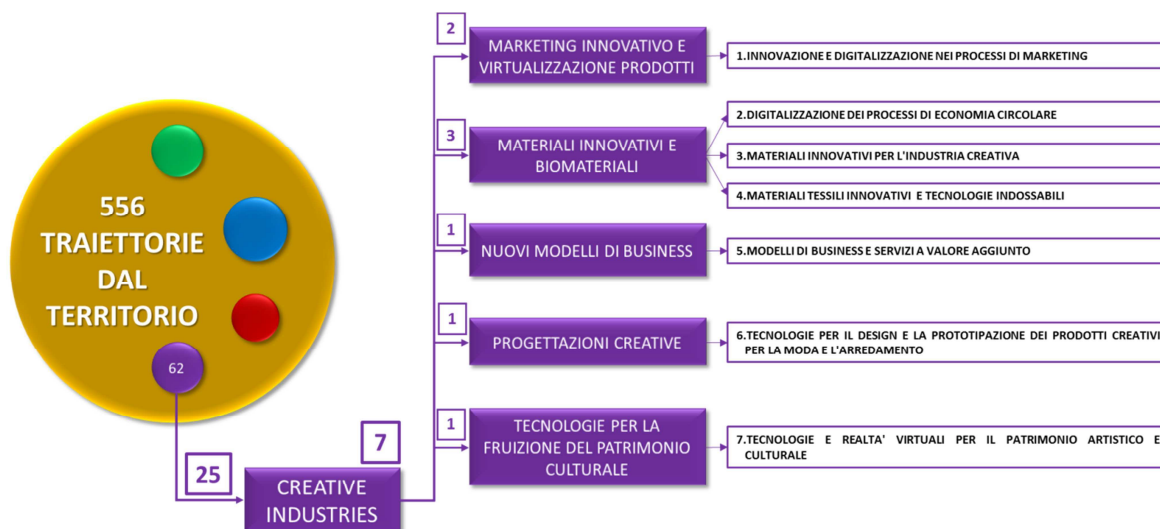 556
TRAIETTORIE
DAL
TERRITORIO
62
25
CREATIVE
INDUSTRIES
7
2
MARKETING INNOVATIVO E
VIRTUALIZZAZIONE PRODOTTI
1.INNOVAZIONE E DIGITALIZZAZIONE NEI PROCESSI DI MARKETING
3
MATERIALI INNOVATIVI E
BIOMATERIALI
2.DIGITALIZZAZIONE DEI PROCESSI DI ECONOMIA CIRCOLARE
3.MATERIALI INNOVATIVI PER L'INDUSTRIA CREATIVA
4.MATERIALI TESSILI INNOVATIVI E TECNOLOGIE INDOSSABILI
1
NUOVI MODELLI DI BUSINESS
5.MODELLI DI BUSINESS E SERVIZI A VALORE AGGIUNTO
1
PROGETTAZIONI CREATIVE
6.TECNOLOGIE PER IL DESIGN E LA PROTOTIPAZIONE DEI PRODOTTI CREATIVI
PER LA MODA E L'ARREDAMENTO
1
TECNOLOGIE PER LA
FRUIZIONE DEL PATRIMONIO
CULTURALE
7.TECNOLOGIE E REALTA' VIRTUALI PER IL PATRIMONIO ARTISTICO E
CULTURALE